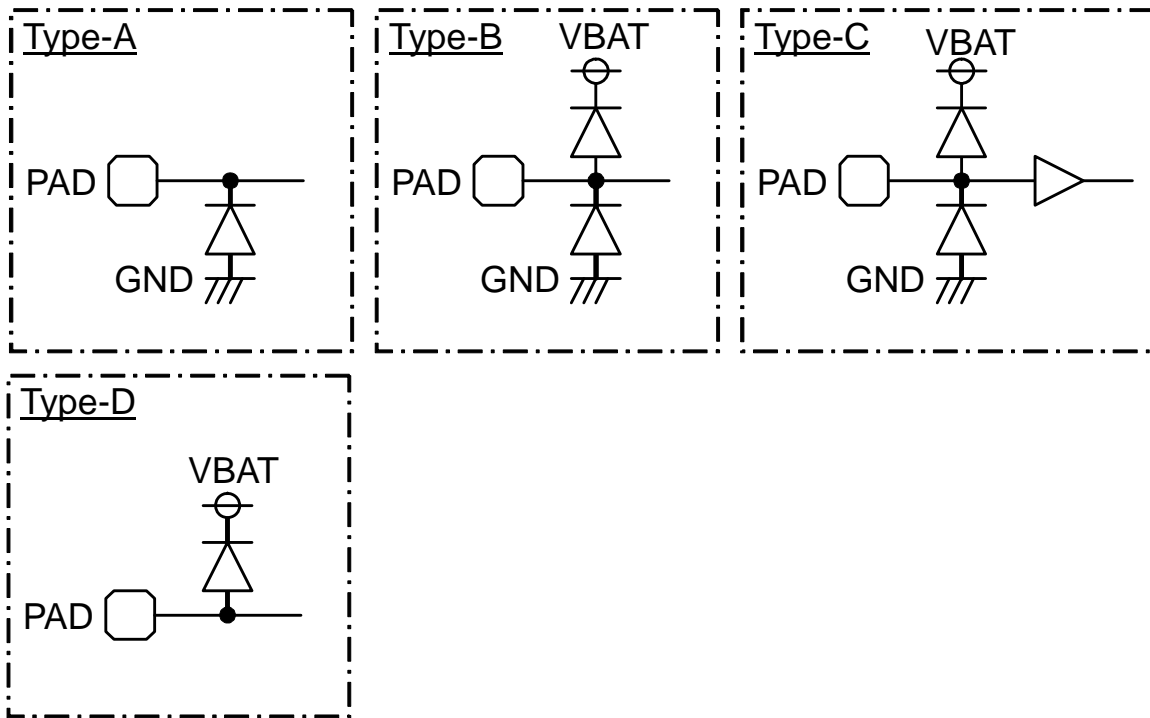 Type-A
PAD
GND
Type-B
VBAT
PAD
GND
Type-C
VBAT
PAD
GND
Type-D
VBAT
PAD